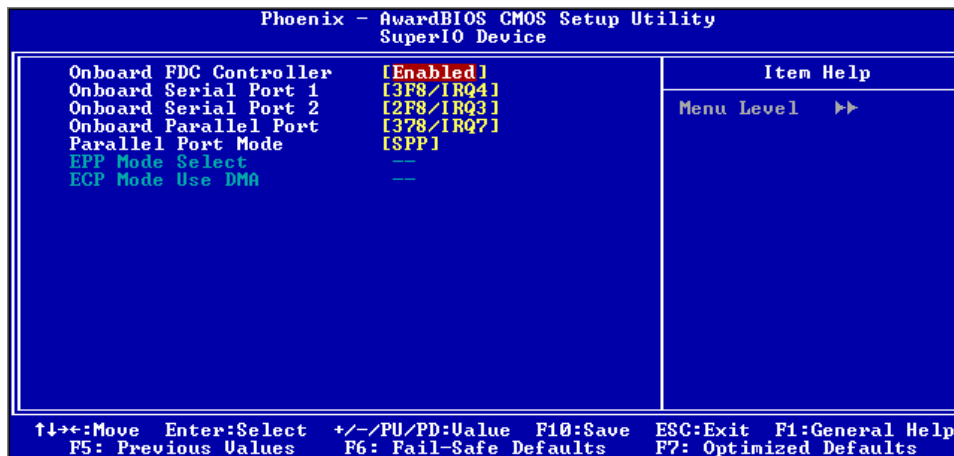 Phoenix - AwardBIOS CMOS Setup Utility
SuperIO Device
Onboard FDC Controller [Enabled]
Onboard Serial Port 1 [3F8/IRQ4]
Onboard Serial Port 2 [2F8/IRQ3]
Onboard Parallel Port [378/IRQ7]
Parallel Port Mode [SPP]
EPP Mode Select --
ECP Mode Use DMA --
Item Help
Menu Level ►►
↑↓→←:Move Enter:Select +/-/PU/PD:Value F10:Save ESC:Exit F1:General Help
F5: Previous Values F6: Fail-Safe Defaults F7: Optimized Defaults